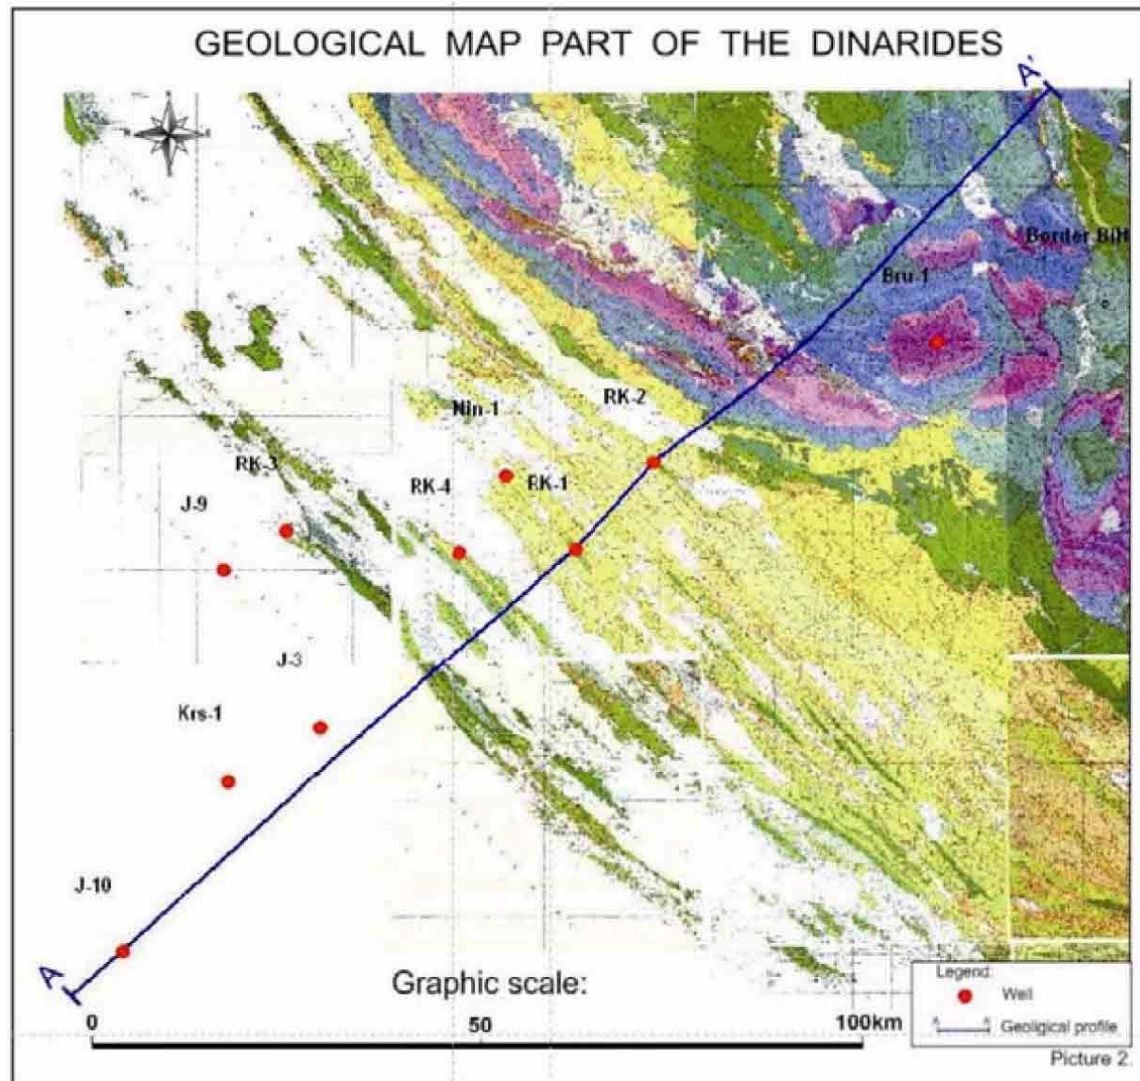 GEOLOGICAL MAP PART OF THE DINARIDES
A'
Border BiH
Bru-1
RK-2
Nin-1
RK-3
RK-4
RK-1
J-9
J-3
Krs-1
J-10
A
Graphic scale:
0 50 100km
Legend:
Well
A A' Geoligical profile
Picture 2.